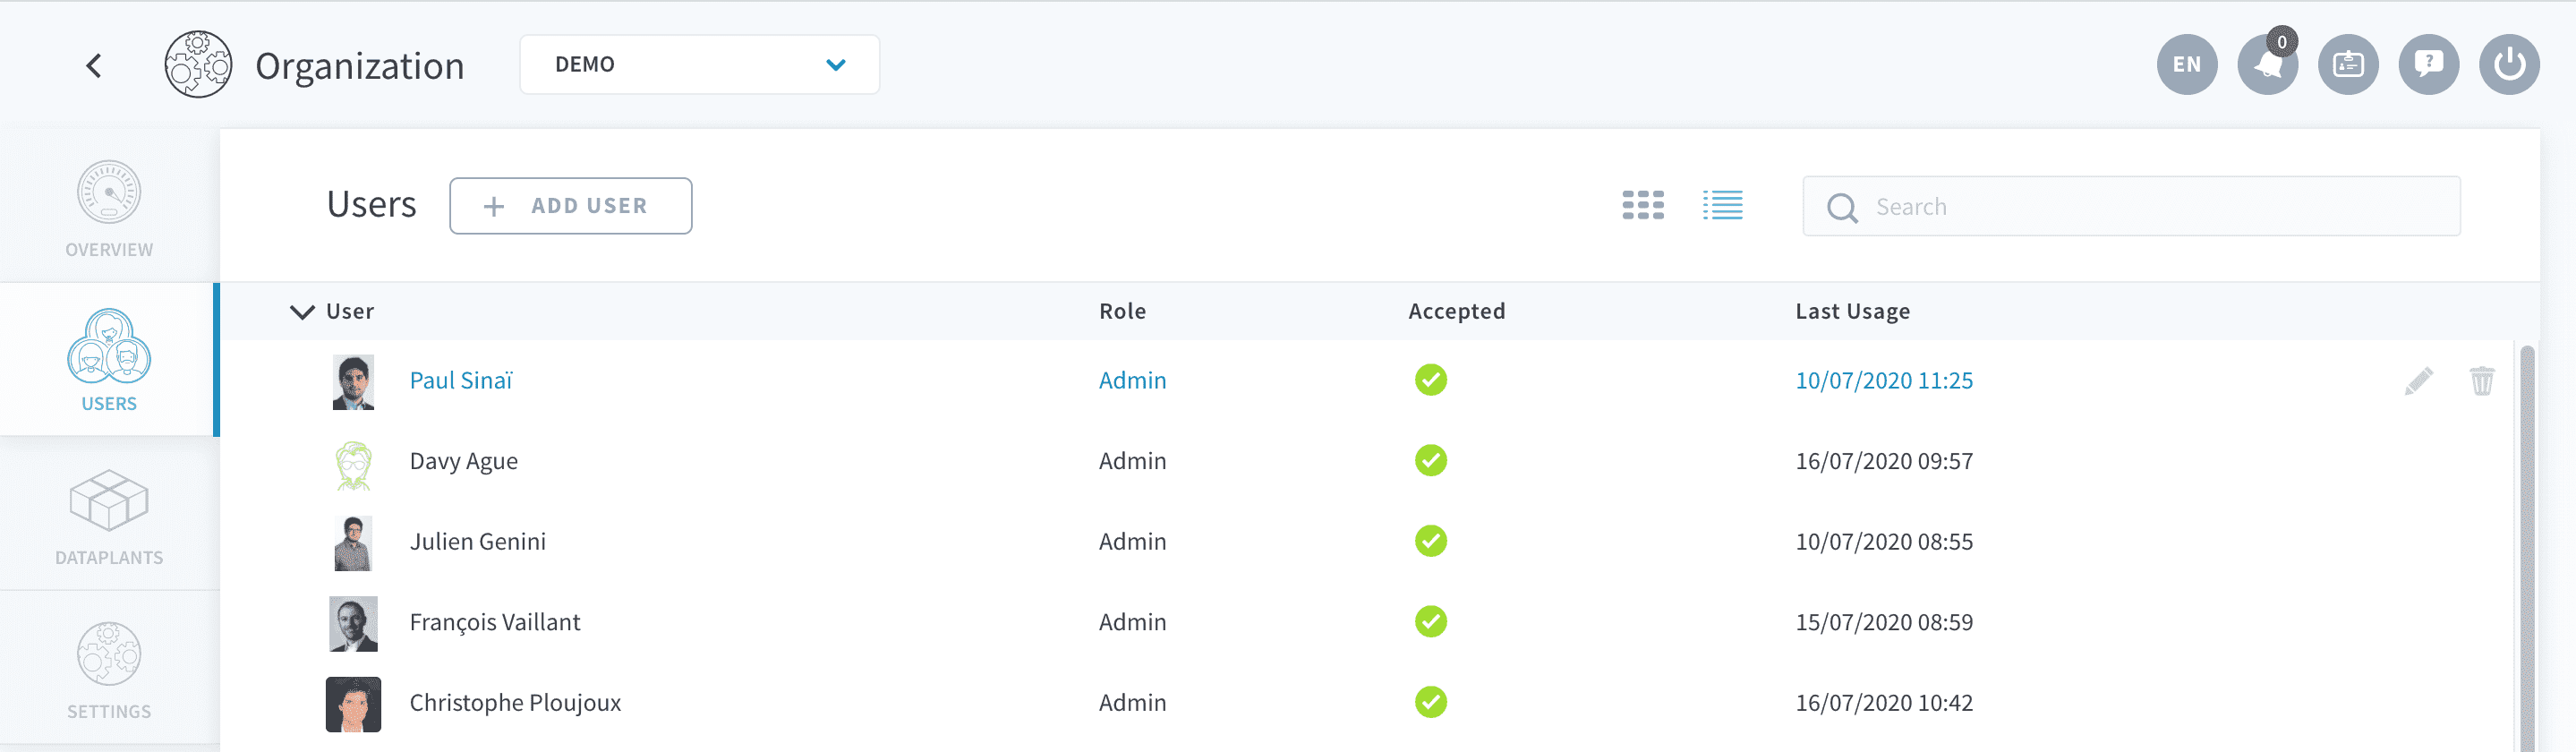 Organization
DEMO
EN
0
?
OVERVIEW
USERS
DATAPLANTS
SETTINGS
Users
+ ADD USER
Search
User Role Accepted Last Usage
Paul Sinaï Admin 10/07/2020 11:25
Davy Ague Admin 16/07/2020 09:57
Julien Genini Admin 10/07/2020 08:55
François Vaillant Admin 15/07/2020 08:59
Christophe Ploujoux Admin 16/07/2020 10:42